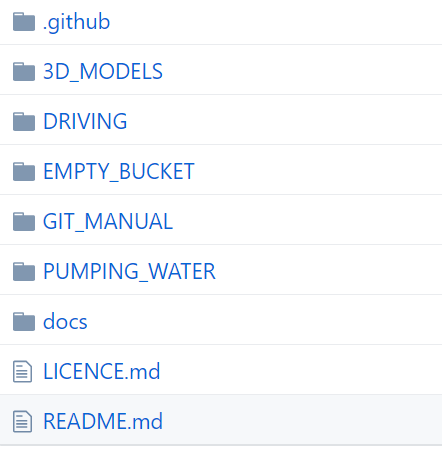 .github
3D_MODELS
DRIVING
EMPTY_BUCKET
GIT_MANUAL
PUMPING_WATER
docs
LICENCE.md
README.md